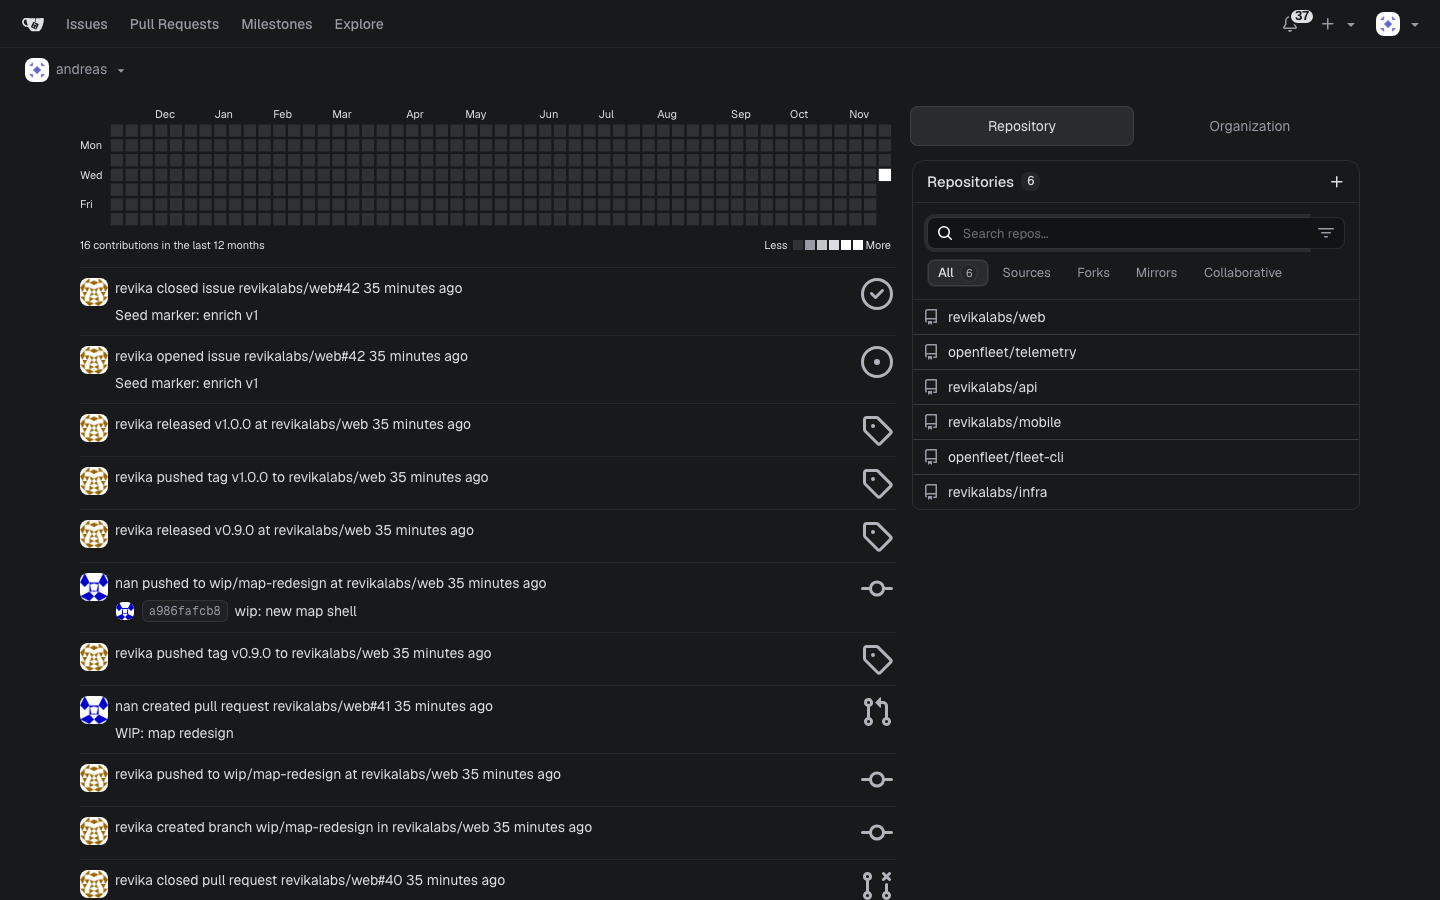 Issues
Pull Requests
Milestones
Explore
37
andreas
Dec Jan Feb Mar Apr May Jun Jul Aug Sep Oct Nov
Mon
Wed
Fri
16 contributions in the last 12 months
Less
More
revika closed issue revikalabs/web#42 35 minutes ago
Seed marker: enrich v1
revika opened issue revikalabs/web#42 35 minutes ago
Seed marker: enrich v1
revika released v1.0.0 at revikalabs/web 35 minutes ago
revika pushed tag v1.0.0 to revikalabs/web 35 minutes ago
revika released v0.9.0 at revikalabs/web 35 minutes ago
nan pushed to wip/map-redesign at revikalabs/web 35 minutes ago
a986fafcb8 wip: new map shell
revika pushed tag v0.9.0 to revikalabs/web 35 minutes ago
nan created pull request revikalabs/web#41 35 minutes ago
WIP: map redesign
revika pushed to wip/map-redesign at revikalabs/web 35 minutes ago
revika created branch wip/map-redesign in revikalabs/web 35 minutes ago
revika closed pull request revikalabs/web#40 35 minutes ago
Repository
Organization
Repositories 6
Search repos...
All 6
Sources
Forks
Mirrors
Collaborative
revikalabs/web
openfleet/telemetry
revikalabs/api
revikalabs/mobile
openfleet/fleet-cli
revikalabs/infra